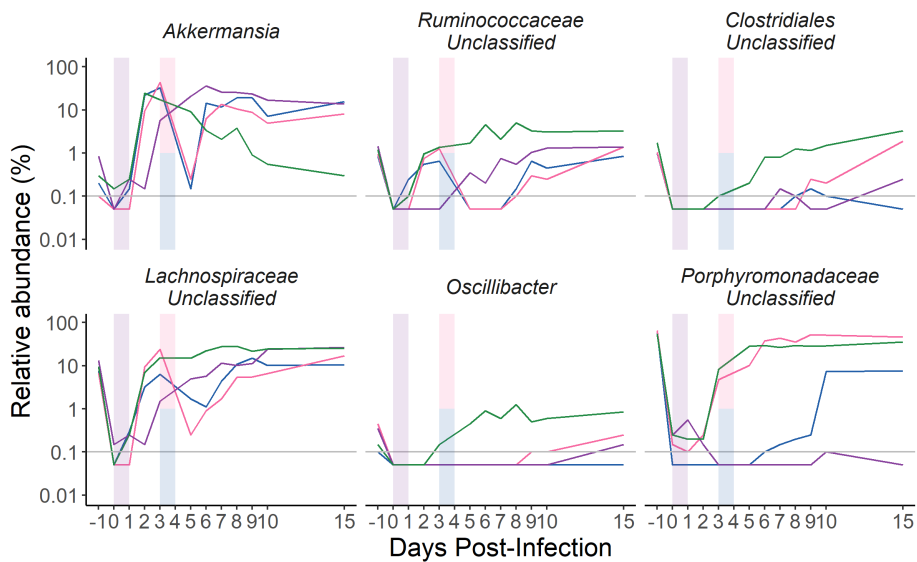 Akkermansia
Ruminococcaceae
Unclassified
Clostridiales
Unclassified
Relative abundance (%)
100
10
1
0.1
0.01
Lachnospiraceae
Unclassified
Oscillibacter
Porphyromonadaceae
Unclassified
100
10
1
0.1
0.01
-1 0 1 2 3 4 5 6 7 8 9 10 15
-1 0 1 2 3 4 5 6 7 8 9 10 15
-1 0 1 2 3 4 5 6 7 8 9 10 15
Days Post-Infection